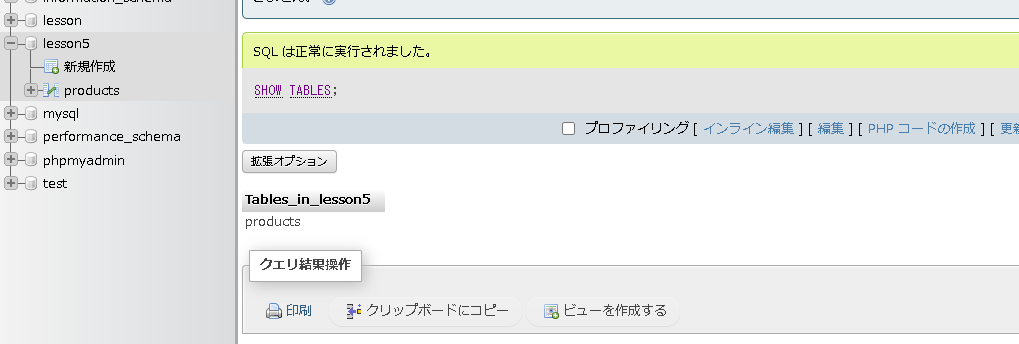 lesson
lesson5
新規作成
products
mysql
performance_schema
phpmyadmin
test
SQL は正常に実行されました。
SHOW TABLES;
プロファイリング [ インライン編集 ] [ 編集 ] [ PHP コードの作成 ] [ 更新
拡張オプション
Tables_in_lesson5
products
クエリ結果操作
印刷 クリップボードにコピー ビューを作成する